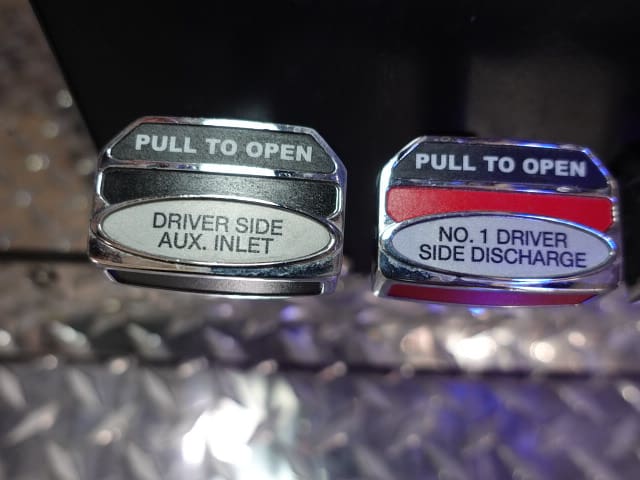 PULL TO OPEN
DRIVER SIDE
AUX. INLET
PULL TO OPEN
NO. 1 DRIVER
SIDE DISCHARGE